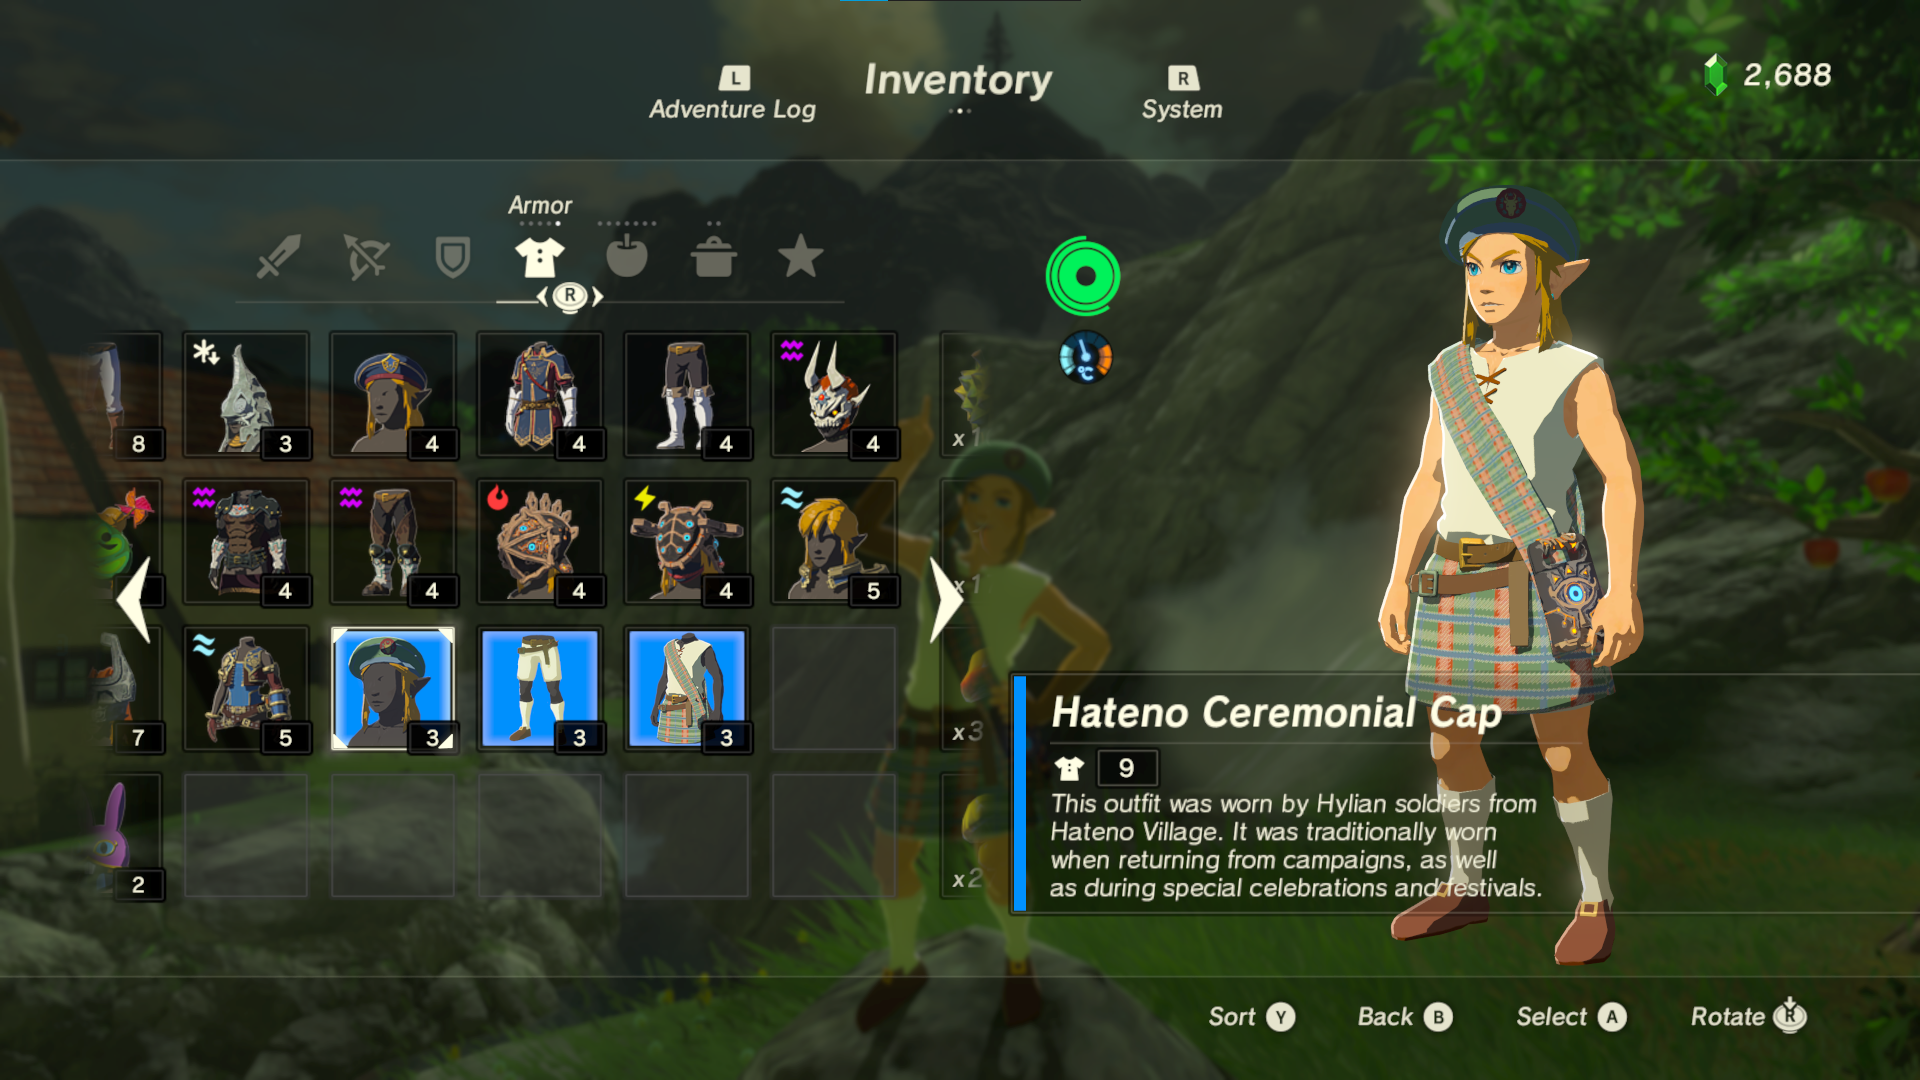 L
Adventure Log
Inventory
R
System
2,688
Armor
R
8
3
4
4
4
4
x 1
4
4
4
4
5
x 1
7
5
3
3
3
x 3
2
x 2
°C
Hateno Ceremonial Cap
9
This outfit was worn by Hylian soldiers from
Hateno Village. It was traditionally worn
when returning from campaigns, as well
as during special celebrations and festivals.
Sort Y
Back B
Select A
Rotate R